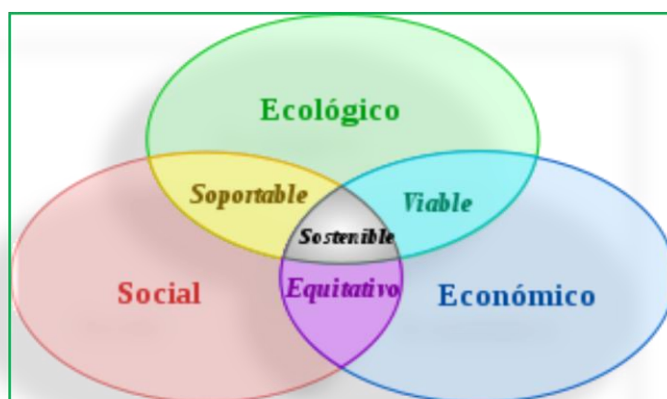 Ecológico
Soportable
Viable
Sostenible
Social
Equitativo
Económico